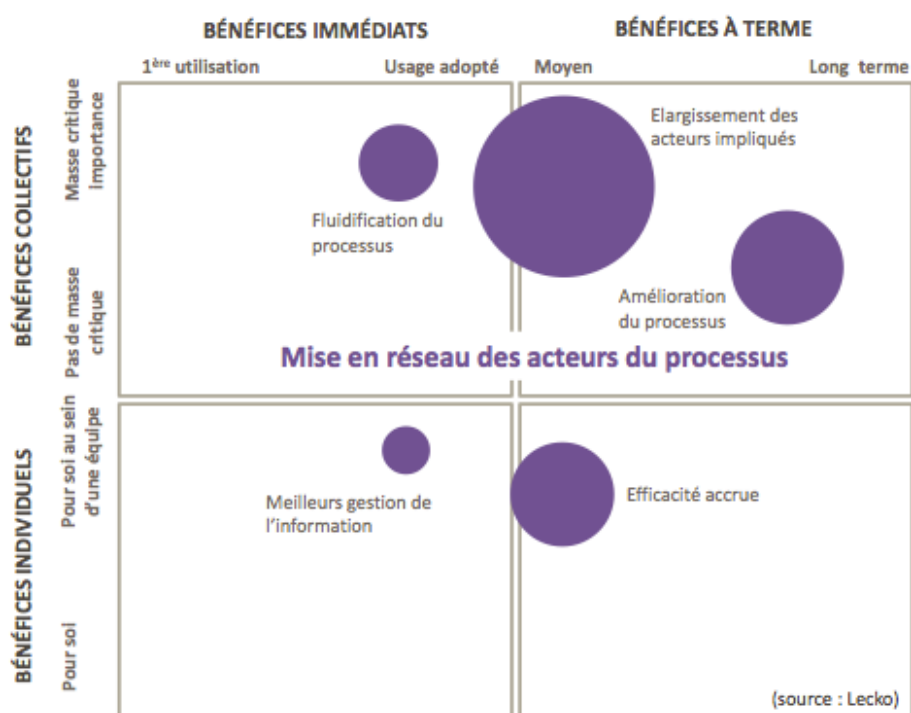 BÉNÉFICES IMMÉDIATS
BÉNÉFICES À TERME
1ère utilisation
Usage adopté
Moyen
Long terme
BÉNÉFICES COLLECTIFS
Masse critique
importance
Pas de masse
critique
Elargissement des
acteurs impliqués
Fluidification du
processus
Amélioration
du processus
Mise en réseau des acteurs du processus
BÉNÉFICES INDIVIDUELS
Pour soi au sein
d'une équipe
Pour soi
Meilleurs gestion de
l'information
Efficacité accrue
(source : Lecko)